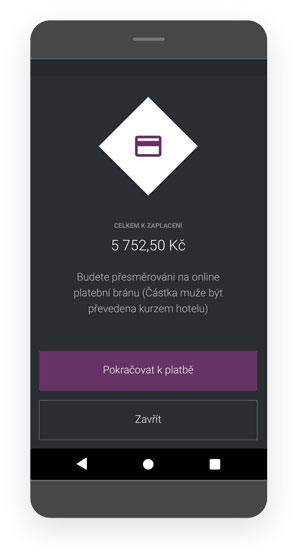 CELKEM K ZAPLACENÍ
5 752,50 Kč
Budete přesměrováni na online
platební bránu (Částka muže být
převedena kurzem hotelu)
Pokračovat k platbě
Zavřít